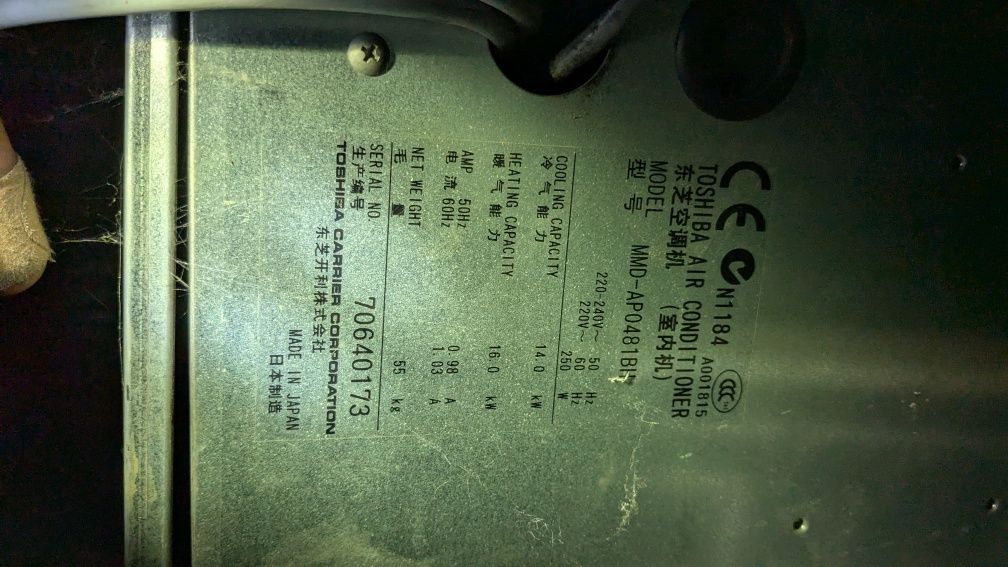 CE N1184 A001815 CCC
TOSHIBA AIR CONDITIONER
东芝空调机 (室内机)
MODEL
型号 MMD-AP0481BH
220-240V~ 50 Hz
220V~ 60 Hz
250 W
COOLING CAPACITY
冷气能力 14.0 kW
HEATING CAPACITY
暖气能力 16.0 kW
AMP 50Hz 0.98 A
电流 60Hz 1.03 A
NET WEIGHT
毛量 55 kg
SERIAL NO.
生产编号 70640173
TOSHIBA CARRIER CORPORATION
东芝开利株式会社
MADE IN JAPAN
日本制造